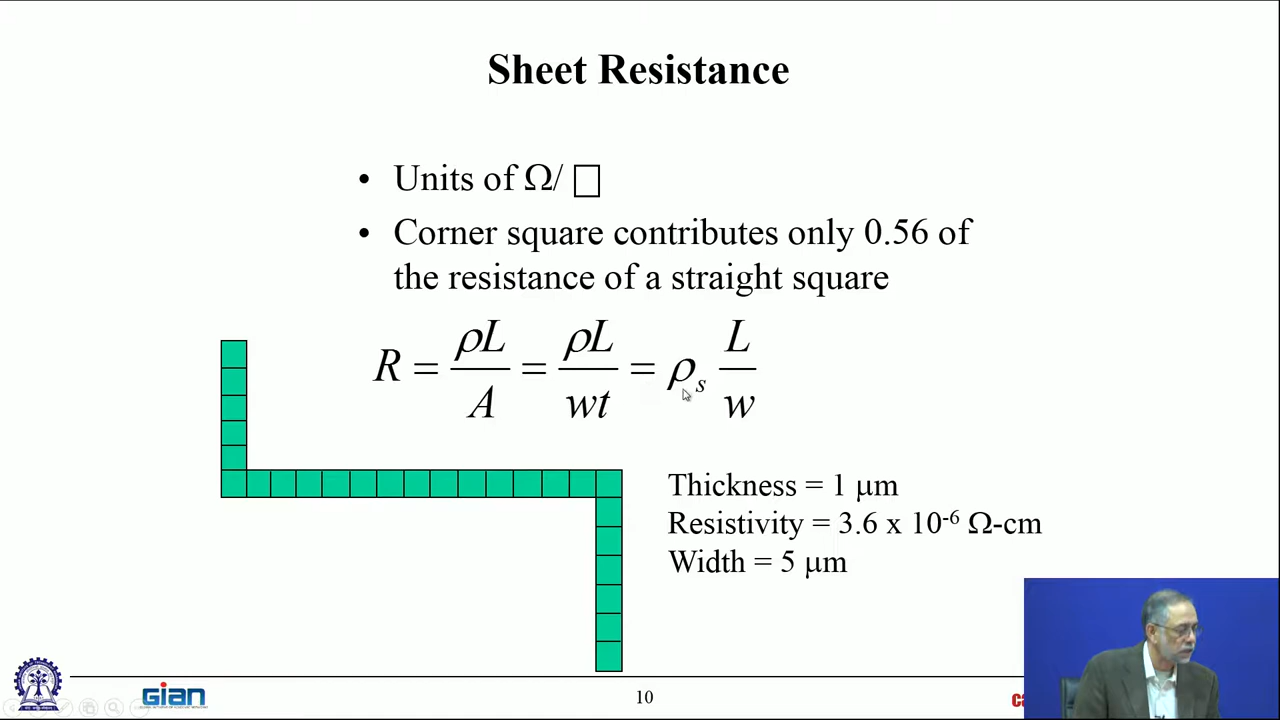 Sheet Resistance
• Units of Ω/ □
• Corner square contributes only 0.56 of
the resistance of a straight square
R = ρL/A = ρL/wt = ρs L/w
Thickness = 1 μm
Resistivity = 3.6 x 10⁻⁶ Ω-cm
Width = 5 μm
GIAN
10